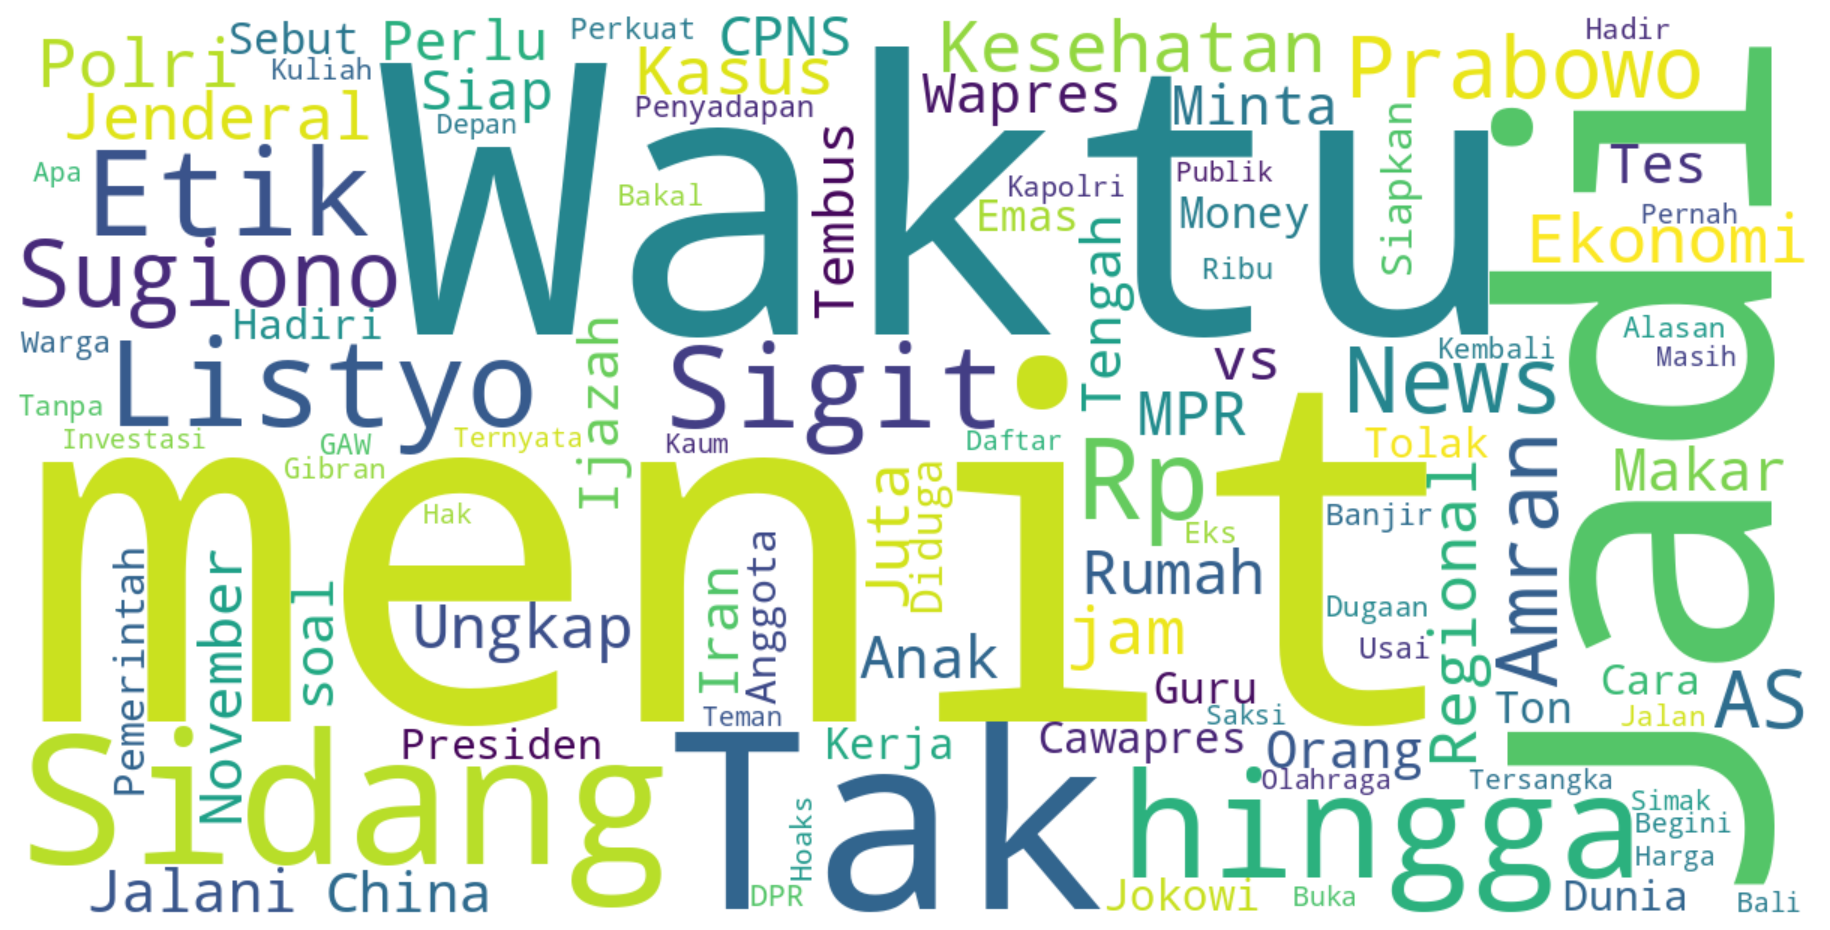 Polri
Sebut
Kuliah
Perlu
Perkuat
CPNS
Kesehatan
Prabowo
Hadir
Jenderal
Siap
Depan
Kasus
Penyadapan
Wapres
Minta
Siapkan
Tes
Apa
Etik
Waktu
Bakal
Tembus
Kapolri
Publik
Emas
Money
Pernah
Ekonomi
Sugiono
Hadiri
Ribu
Tengah
Jadi
Alasan
Masih
Warga
Listyo
Ijazah
Sigit
vs
News
Kembali
Tanpa
Investasi
GAW
Gibran
Ternyata
Kaum
Daftar
MPR
Tolak
Makar
menit
Hak
Juta
Diduga
Rp
Eks
Banjir
Regional
Amran
Pemerintah
November
soal
Ungkap
Iran
Anggota
Anak
Rumah
jam
Dugaan
Usai
Cara
Jalan
AS
Teman
Guru
Saksi
Ton
Sidang
Presiden
Tak
Kerja
Cawapres
Orang
Olahraga
Tersangka
hingga
Simak
Begini
Harga
Jalani
China
Hoaks
DPR
Jokowi
Buka
Dunia
Bali